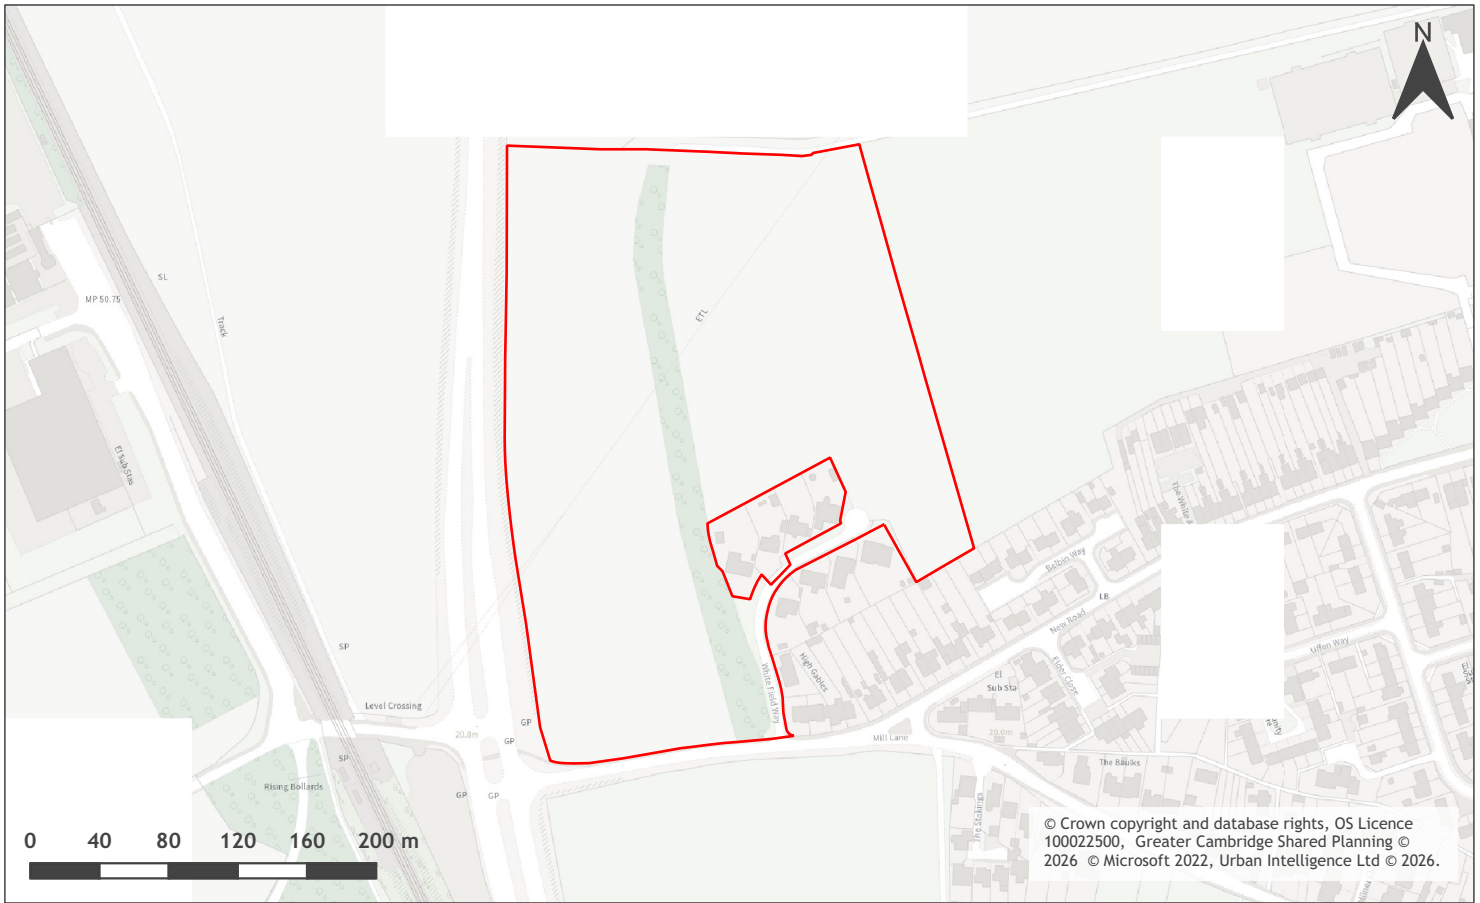 N
SL
MP 50.75
Track
ETL
El Sub Stas
Balbin Way
LB
New Road
Uffen Way
SP
High Gables
Elder Close
El
Sub Sta
White Field Way
Level Crossing
GP
20.8m
GP
Mill Lane
20.0m
SP
The Baulks
Rising Bollards
GP
GP
The Stakings
0 40 80 120 160 200 m
© Crown copyright and database rights, OS Licence
100022500, Greater Cambridge Shared Planning ©
2026 © Microsoft 2022, Urban Intelligence Ltd © 2026.